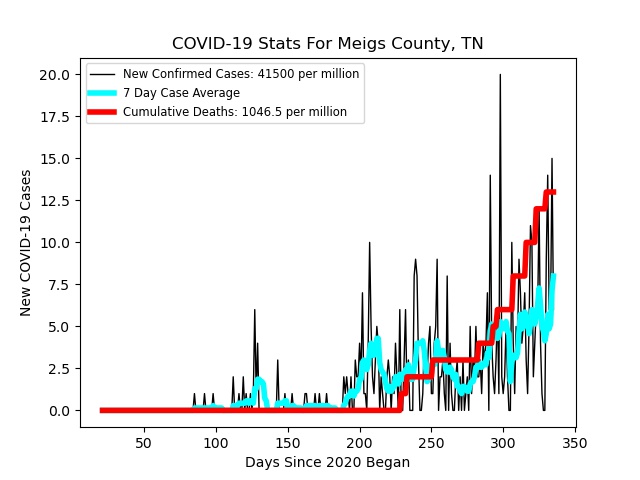 COVID-19 Stats For Meigs County, TN
New Confirmed Cases: 41500 per million
7 Day Case Average
Cumulative Deaths: 1046.5 per million
New COVID-19 Cases
20.0
17.5
15.0
12.5
10.0
7.5
5.0
2.5
0.0
50 100 150 200 250 300 350
Days Since 2020 Began